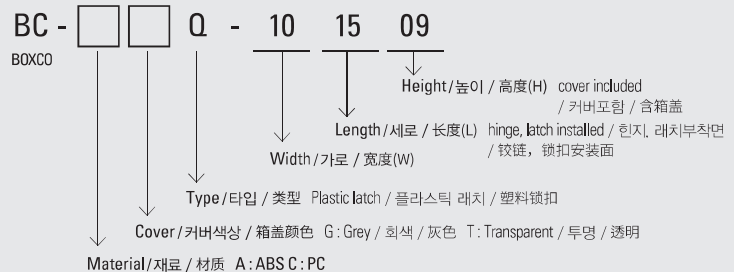 BC - □ □ Q - 10 15 09
BOXCO
Height/높이 / 高度(H) cover included
/ 커버포함 / 含箱盖
Length/세로 / 长度(L) hinge, latch installed / 힌지, 래치부착면
/ 铰链，锁扣安装面
Width/가로 / 宽度(W)
Type/타입 / 类型 Plastic latch / 플라스틱 래치 / 塑料锁扣
Cover/커버색상 / 箱盖颜色 G : Grey / 회색 / 灰色 T : Transparent / 투명 / 透明
Material/재료 / 材质 A : ABS C : PC